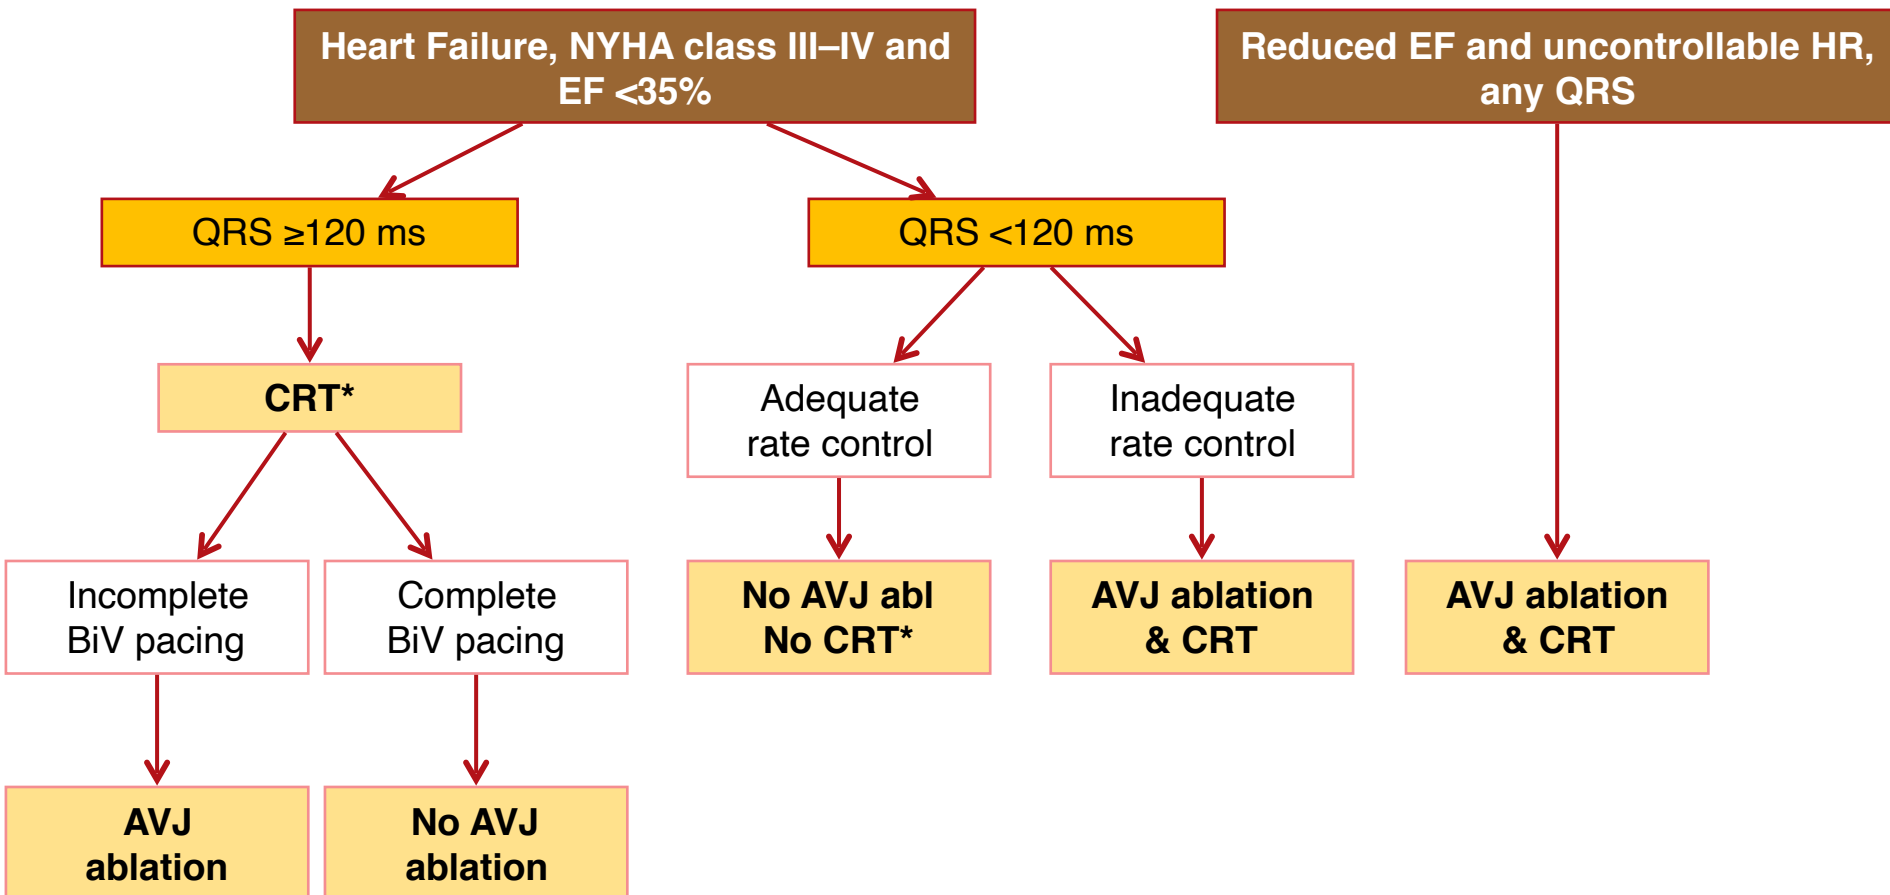 Heart Failure, NYHA class III–IV and
EF <35%
Reduced EF and uncontrollable HR,
any QRS
QRS ≥120 ms
QRS <120 ms
CRT*
Adequate
rate control
Inadequate
rate control
Incomplete
BiV pacing
Complete
BiV pacing
No AVJ abl
No CRT*
AVJ ablation
& CRT
AVJ ablation
& CRT
AVJ
ablation
No AVJ
ablation